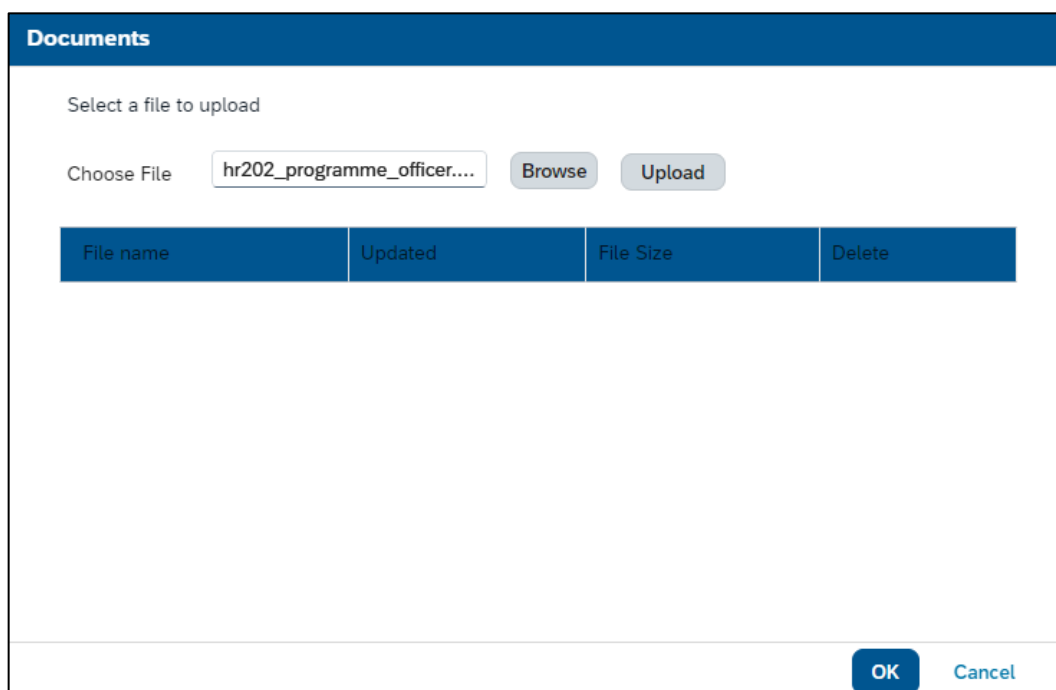 Documents
Select a file to upload
Choose File hr202_programme_officer.... Browse Upload
File name Updated File Size Delete
OK Cancel